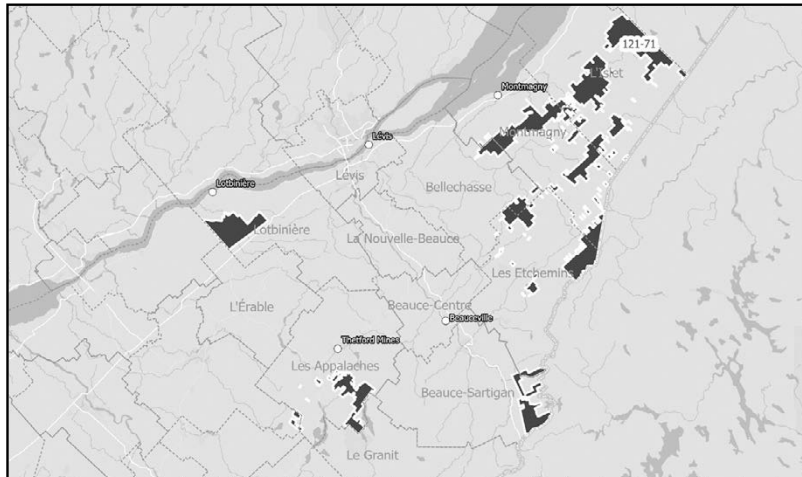 121-71
L'Islet
Montmagny
Montmagny
Lévis
Lévis
Bellechasse
Lotbinière
Lotbinière
La Nouvelle-Beauce
Les Etchemins
L'Érable
Beauce-Centre
Beauceville
Thetford Mines
Les Appalaches
Beauce-Sartigan
Le Granit